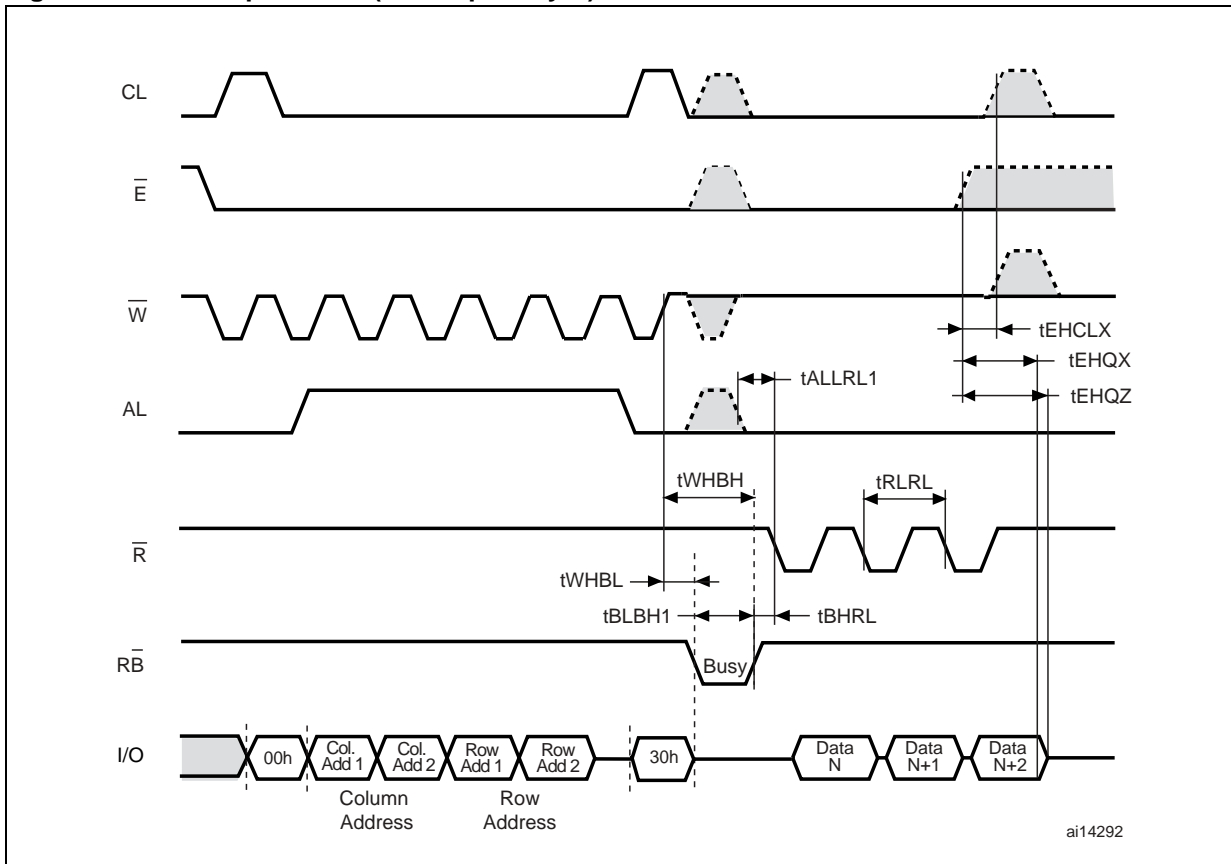 CL
E
W
tEHCLX
tEHQX
tALLRL1
tEHQZ
AL
tWHBH
tRLRL
R
tWHBL
tBLBH1
tBHRL
RB
Busy
I/O
00h
Col.
Add 1
Col.
Add 2
Row
Add 1
Row
Add 2
30h
Data
N
Data
N+1
Data
N+2
Column
Address
Row
Address
ai14292